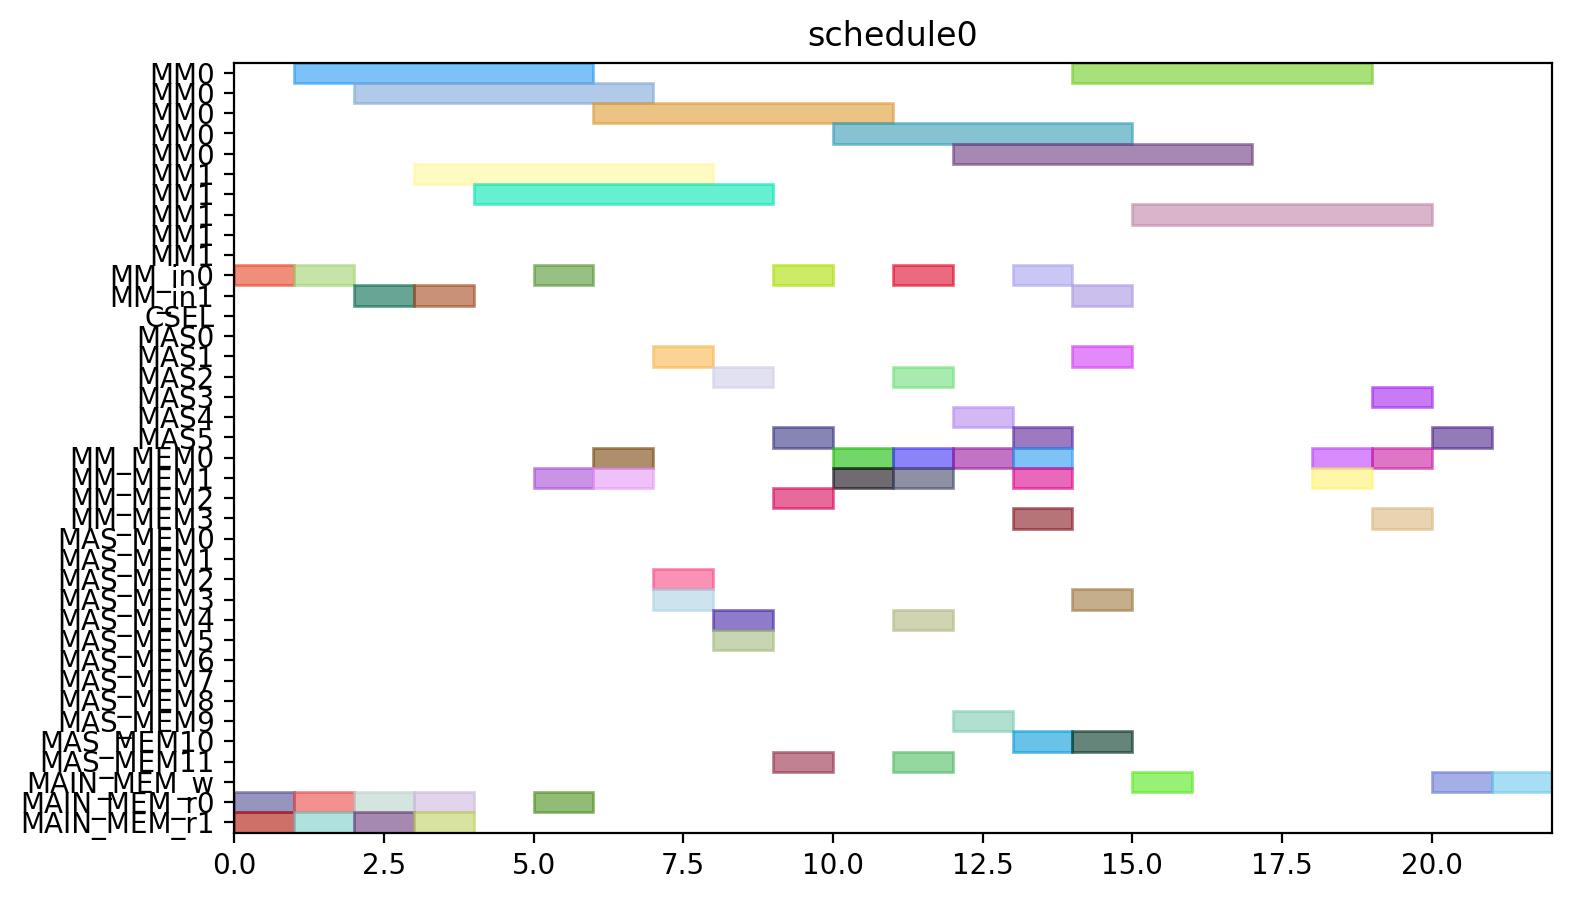 schedule0
MM0
MM0
MM0
MM0
MM0
MM1
MM1
MM1
MM1
MM1
MM_in0
MM_in1
CSEL
MAS0
MAS1
MAS2
MAS3
MAS4
MAS5
MM_MEM0
MM_MEM1
MM_MEM2
MM_MEM3
MAS_MEM0
MAS_MEM1
MAS_MEM2
MAS_MEM3
MAS_MEM4
MAS_MEM5
MAS_MEM6
MAS_MEM7
MAS_MEM8
MAS_MEM9
MAS_MEM10
MAS_MEM11
MAIN_MEM_w
MAIN_MEM_r0
MAIN_MEM_r1
0.0 2.5 5.0 7.5 10.0 12.5 15.0 17.5 20.0